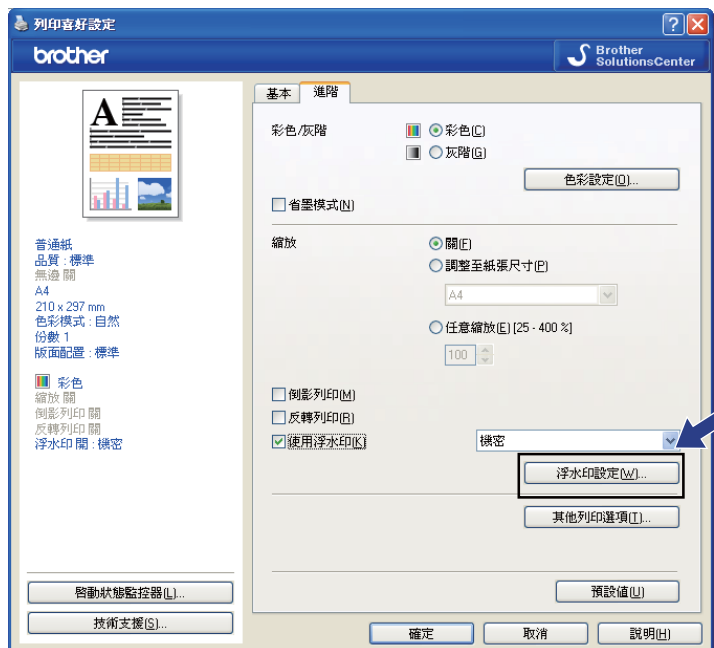 列印喜好設定
brother
Brother
SolutionsCenter
A
普通紙
品質 : 標準
無邊 關
A4
210 x 297 mm
色彩模式 : 自然
份數 1
版面配置 : 標準
彩色
縮放 關
倒影列印 關
反轉列印 關
浮水印 開 : 機密
啓動狀態監控器(L)...
技術支援(S)...
基本 進階
彩色/灰階
彩色(C)
灰階(G)
色彩設定(O)...
省墨模式(N)
縮放
關(F)
調整至紙張尺寸(P)
A4
任意縮放(E) [25 - 400 %]
100
倒影列印(M)
反轉列印(R)
使用浮水印(K) 機密
浮水印設定(W)...
其他列印選項(T)...
預設值(U)
確定 取消 說明(H)